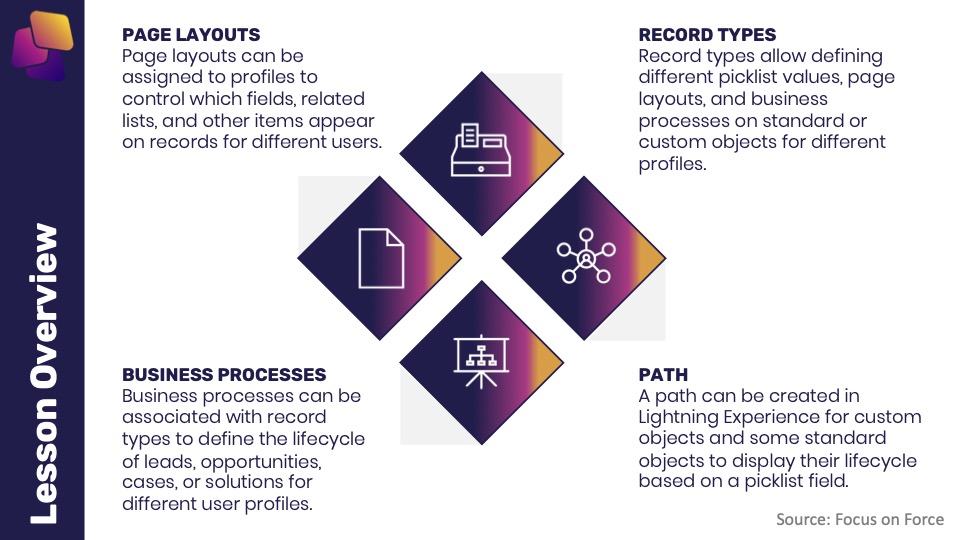 Lesson Overview
PAGE LAYOUTS
Page layouts can be
assigned to profiles to
control which fields, related
lists, and other items appear
on records for different users.
RECORD TYPES
Record types allow defining
different picklist values, page
layouts, and business
processes on standard or
custom objects for different
profiles.
BUSINESS PROCESSES
Business processes can be
associated with record
types to define the lifecycle
of leads, opportunities,
cases, or solutions for
different user profiles.
PATH
A path can be created in
Lightning Experience for custom
objects and some standard
objects to display their lifecycle
based on a picklist field.
Source: Focus on Force